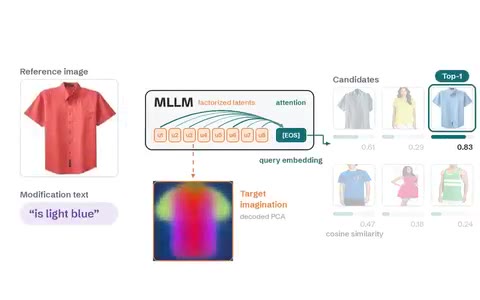 Reference image
Modification text
“is light blue”
MLLM factorized latents attention
u1 u2 u3 u4 u5 u6 u7 u8 [EOS]
query embedding
Target
imagination
decoded PCA
Candidates
Top-1
0.61 0.29 0.83
0.47 0.18 0.24
cosine similarity